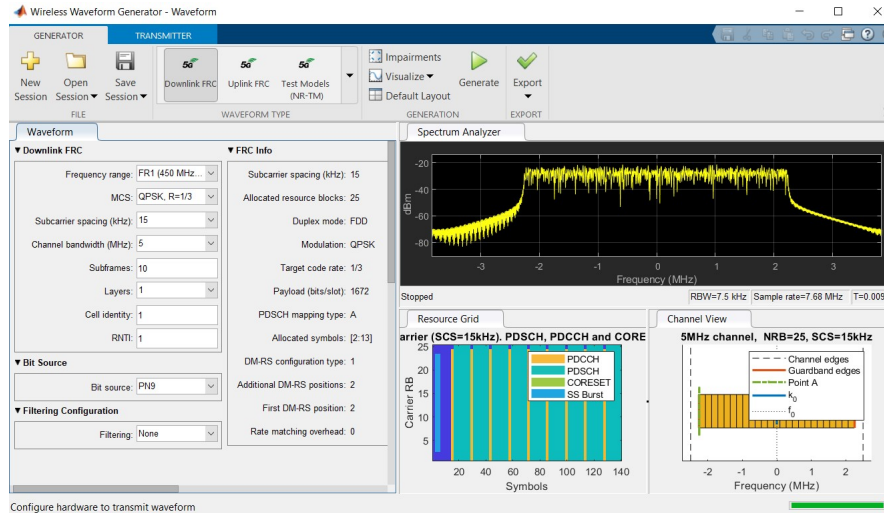 Wireless Waveform Generator - Waveform
GENERATOR
TRANSMITTER
New Session
Open Session
Save Session
FILE
5G
Downlink FRC
5G
Uplink FRC
5G
Test Models (NR-TM)
WAVEFORM TYPE
Impairments
Visualize
Default Layout
Generate
GENERATION
Export
EXPORT
Waveform
Downlink FRC
Frequency range: FR1 (450 MHz...
MCS: QPSK, R=1/3
Subcarrier spacing (kHz): 15
Channel bandwidth (MHz): 5
Subframes: 10
Layers: 1
Cell identity: 1
RNTI: 1
Bit Source
Bit source: PN9
Filtering Configuration
Filtering: None
FRC Info
Subcarrier spacing (kHz): 15
Allocated resource blocks: 25
Duplex mode: FDD
Modulation: QPSK
Target code rate: 1/3
Payload (bits/slot): 1672
PDSCH mapping type: A
Allocated symbols: [2:13]
DM-RS configuration type: 1
Additional DM-RS positions: 2
First DM-RS position: 2
Rate matching overhead: 0
Spectrum Analyzer
-20
-40
-60
-80
dBm
-3 -2 -1 0 1 2 3
Frequency (MHz)
Stopped
RBW=7.5 kHz Sample rate=7.68 MHz T=0.009
Resource Grid
arrier (SCS=15kHz). PDSCH, PDCCH and CORE
25
20
15
10
5
Carrier RB
PDCCH
PDSCH
CORESET
SS Burst
20 40 60 80 100 120 140
Symbols
Channel View
5MHz channel, NRB=25, SCS=15kHz
Channel edges
Guardband edges
Point A
k0
f0
-2 -1 0 1 2
Frequency (MHz)
Configure hardware to transmit waveform